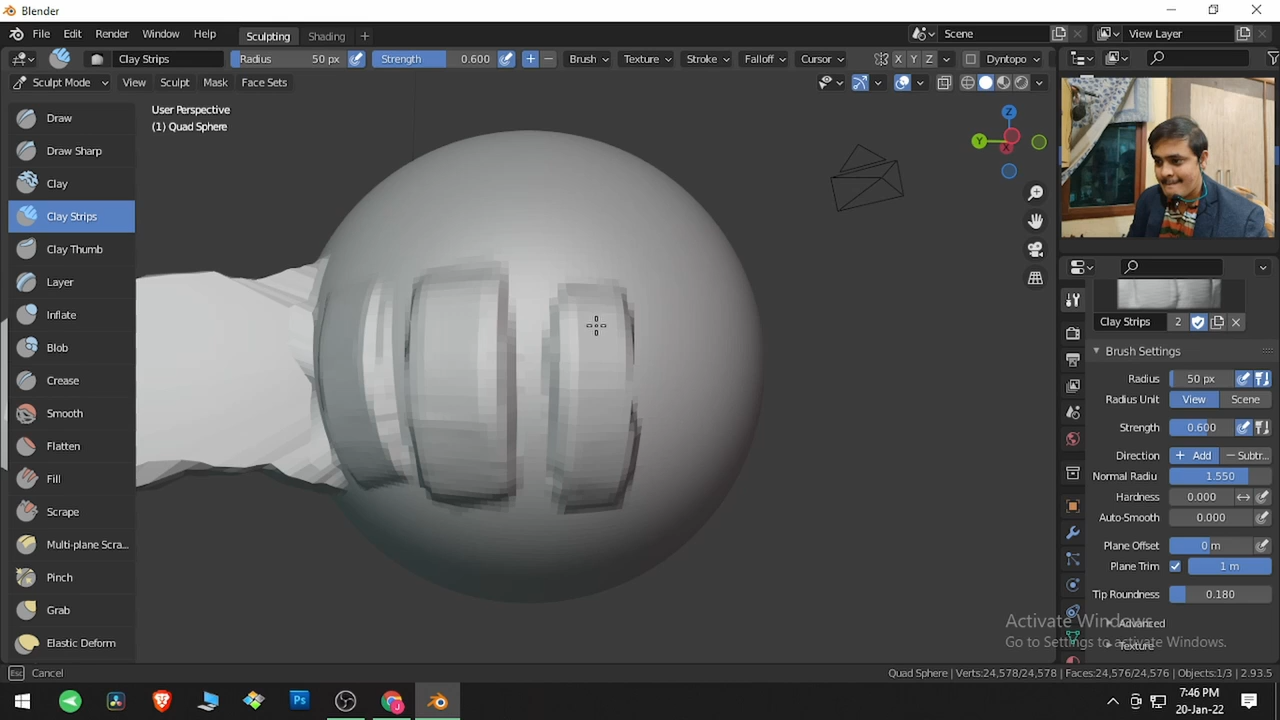 Blender
File Edit Render Window Help Sculpting Shading + Scene View Layer
Clay Strips Radius 50 px Strength 0.600 + − Brush Texture Stroke Falloff Cursor X Y Z Dyntopo
Sculpt Mode View Sculpt Mask Face Sets
User Perspective
(1) Quad Sphere
Z
Y
X
Draw
Draw Sharp
Clay
Clay Strips
Clay Thumb
Layer
Inflate
Blob
Crease
Smooth
Flatten
Fill
Scrape
Multi-plane Scra...
Pinch
Grab
Elastic Deform
Clay Strips 2
Brush Settings
Radius 50 px
Radius Unit View Scene
Strength 0.600
Direction + Add − Subtr...
Normal Radiu 1.550
Hardness 0.000
Auto-Smooth 0.000
Plane Offset 0 m
Plane Trim 1 m
Tip Roundness 0.180
Advanced
Texture
Activate Windows
Go to Settings to activate Windows.
Esc Cancel
Quad Sphere | Verts:24,578/24,578 | Faces:24,576/24,576 | Objects:1/3 | 2.93.5
Ps
7:46 PM
20-Jan-22